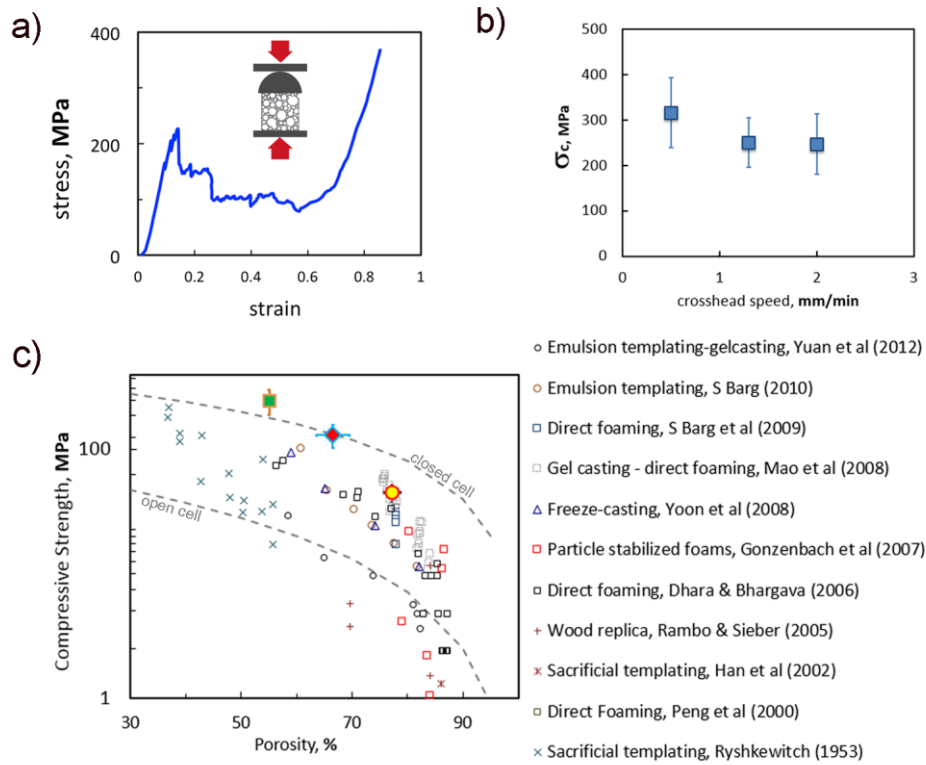 a)
400
200
0
stress, MPa
0 0.2 0.4 0.6 0.8 1
strain
b)
500
400
300
200
100
0
σc, MPa
0 1 2 3
crosshead speed, mm/min
c)
100
1
Compressive Strength, MPa
closed cell
open cell
30 50 70 90
Porosity, %
Emulsion templating-gelcasting, Yuan et al (2012)
Emulsion templating, S Barg (2010)
Direct foaming, S Barg et al (2009)
Gel casting - direct foaming, Mao et al (2008)
Freeze-casting, Yoon et al (2008)
Particle stabilized foams, Gonzenbach et al (2007)
Direct foaming, Dhara & Bhargava (2006)
Wood replica, Rambo & Sieber (2005)
Sacrificial templating, Han et al (2002)
Direct Foaming, Peng et al (2000)
Sacrificial templating, Ryshkewitch (1953)